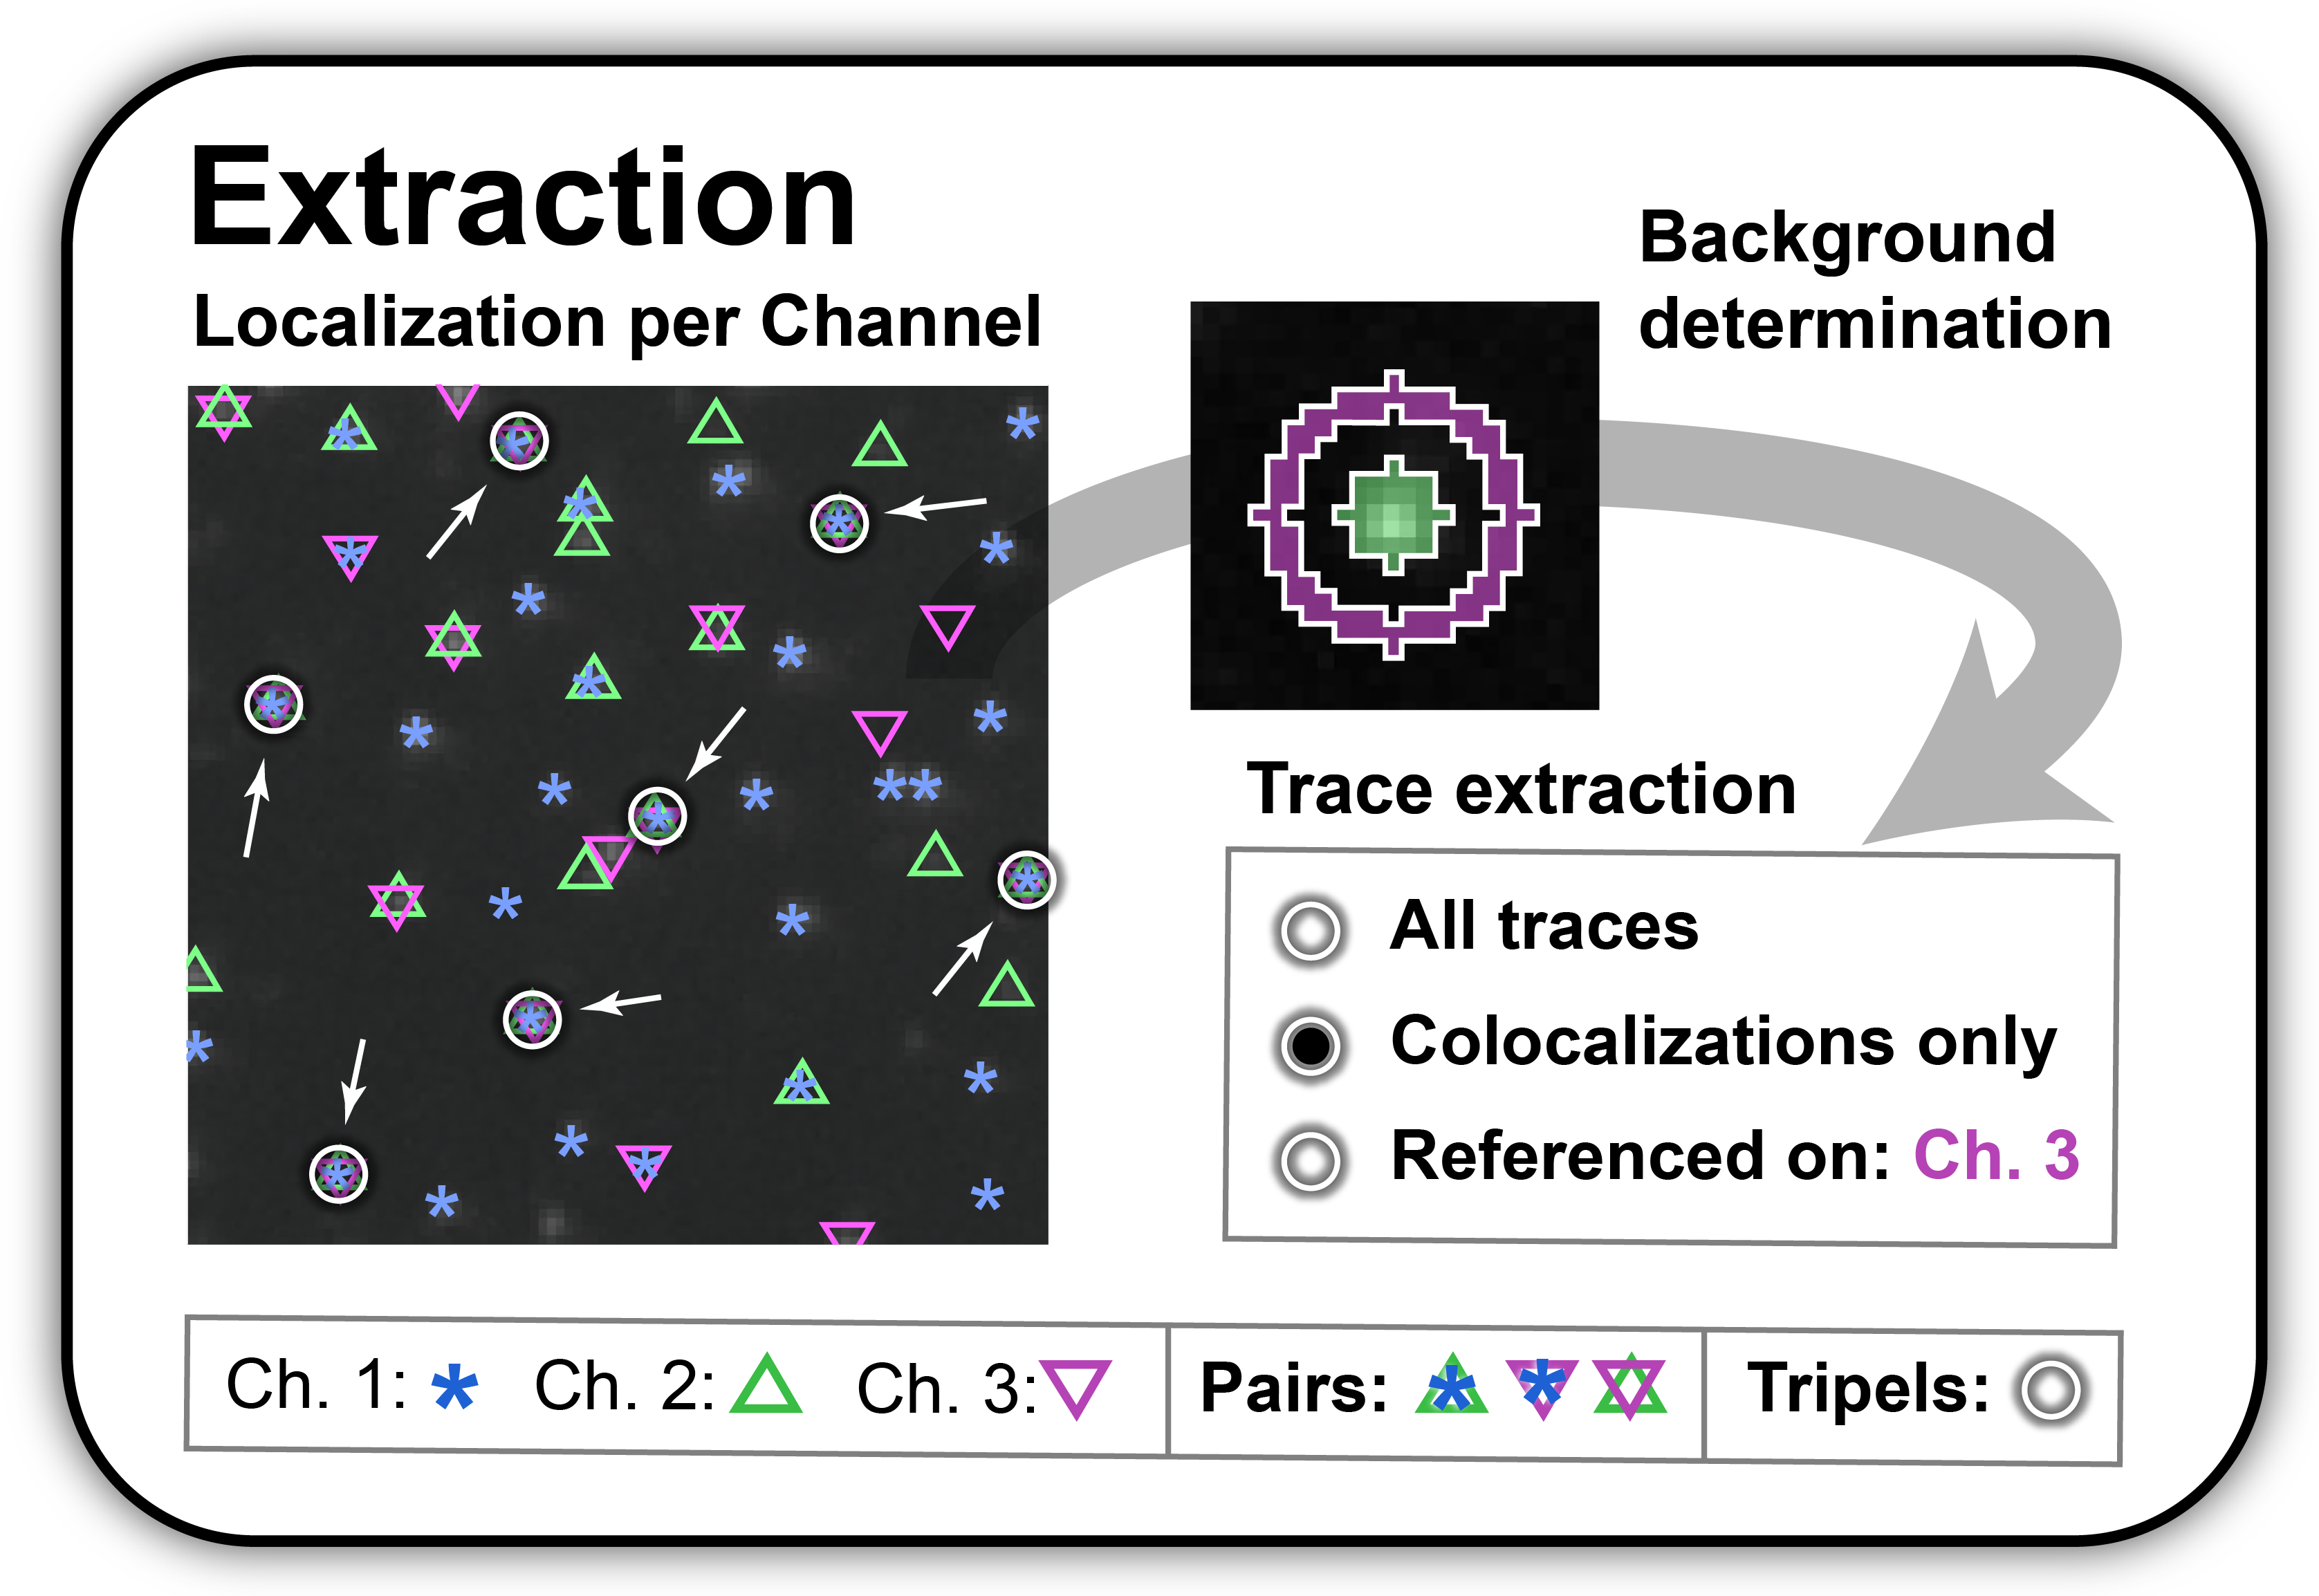 Extraction
Localization per Channel
Background
determination
Trace extraction
All traces
Colocalizations only
Referenced on: Ch. 3
Ch. 1: Ch. 2: Ch. 3: Pairs: Tripels: